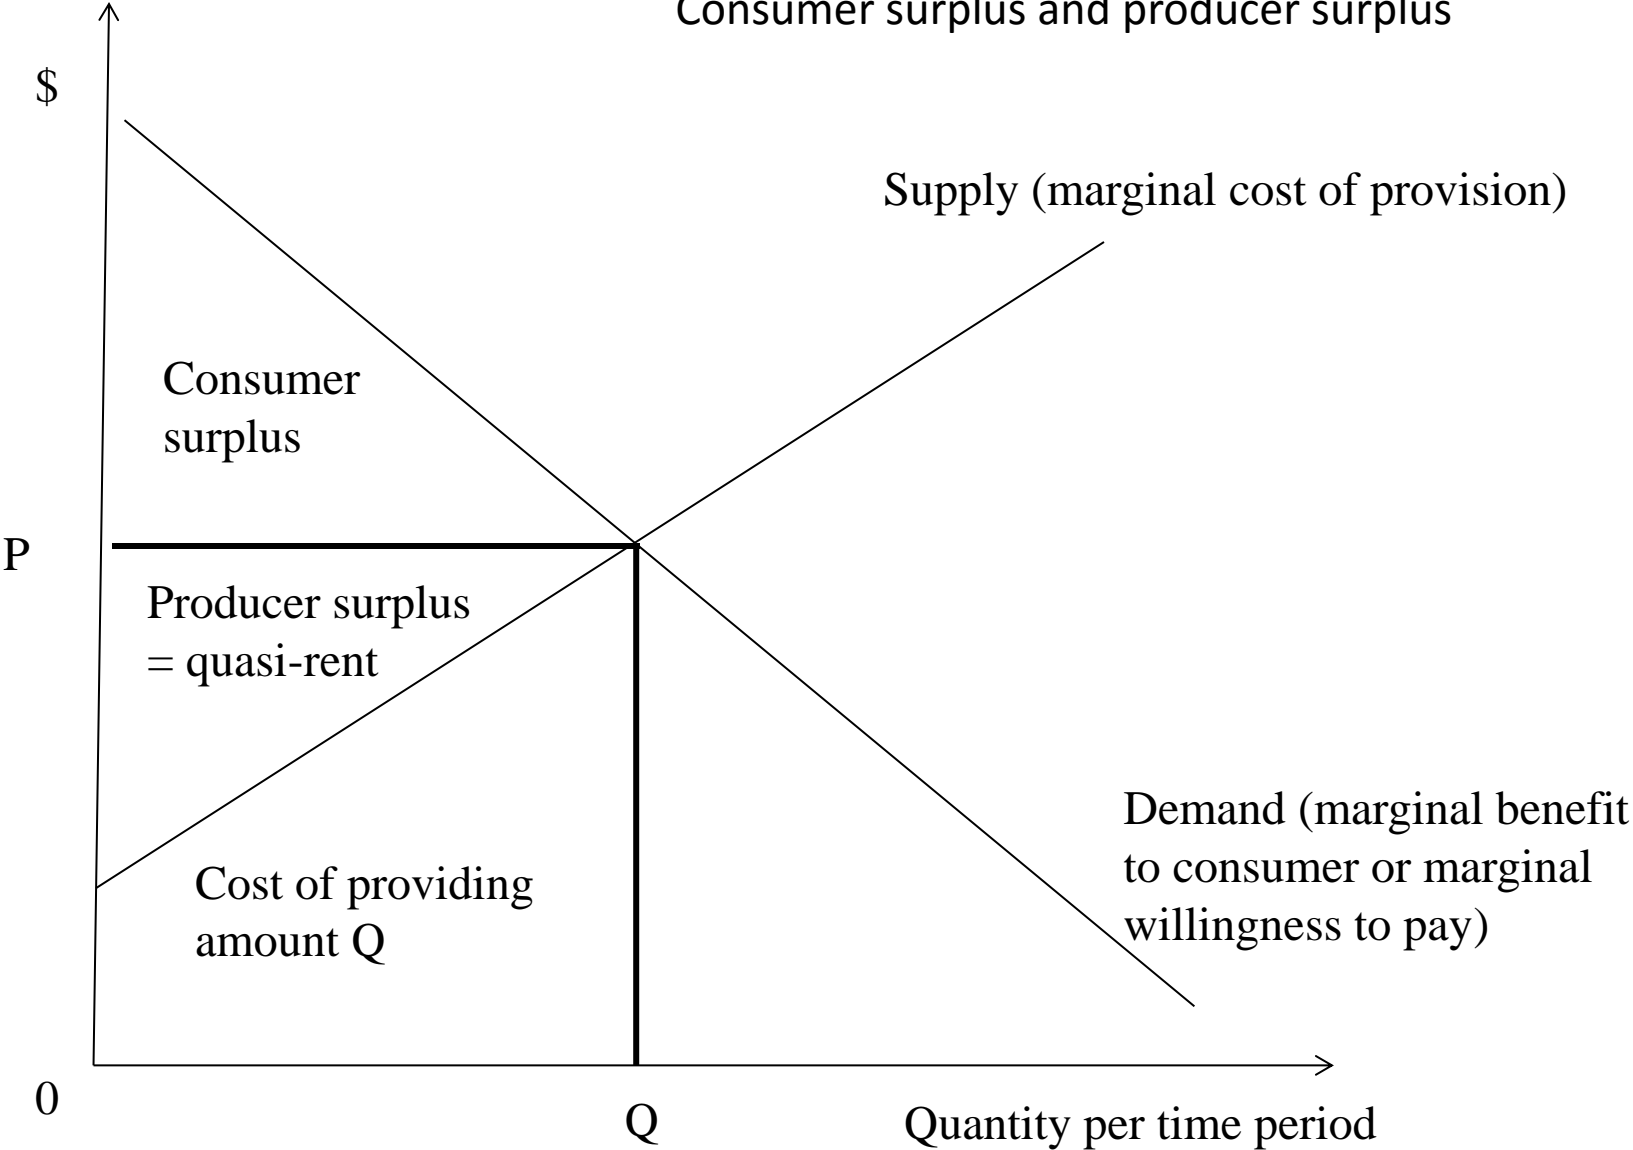 Consumer surplus and producer surplus
$
Supply (marginal cost of provision)
Consumer
surplus
P
Producer surplus
= quasi-rent
Demand (marginal benefit
to consumer or marginal
willingness to pay)
Cost of providing
amount Q
0
Q
Quantity per time period